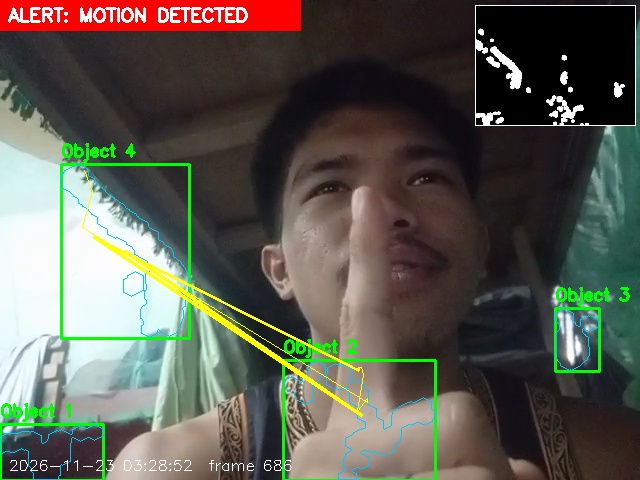 ALERT: MOTION DETECTED
Object 4
Object 3
Object 2
Object 1
2026-11-23 03:28:52 frame 686